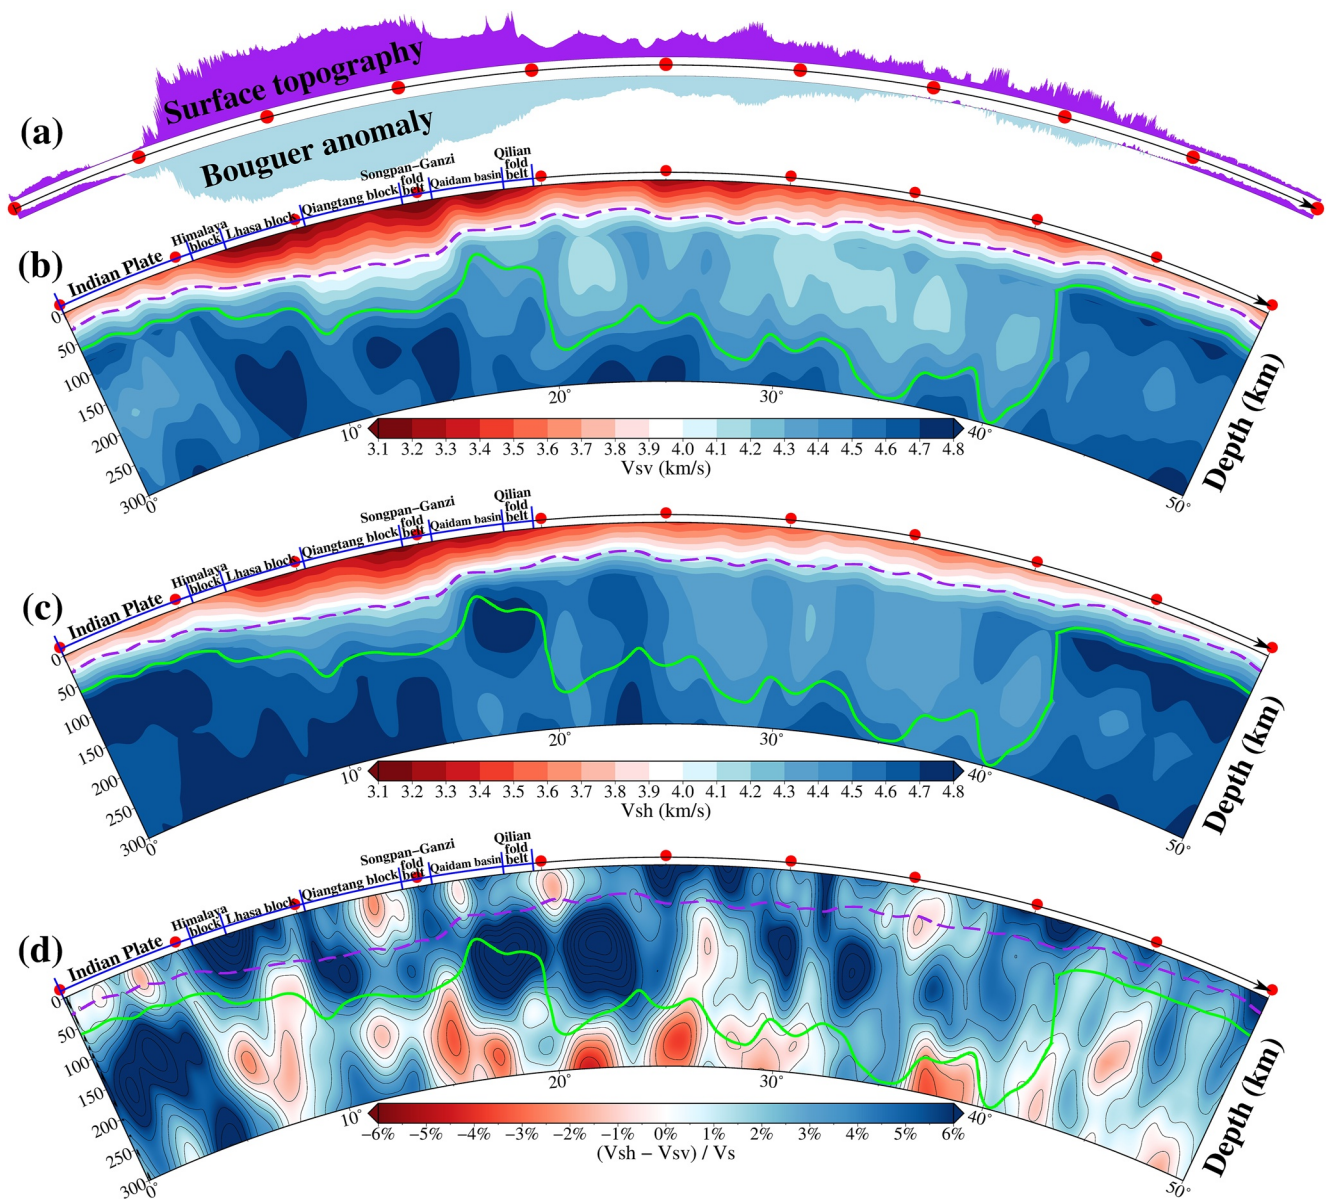 Surface topography
(a)
Bouguer anomaly
Songpan-Ganzi
fold
belt
Qilian
fold
belt
Qaidam basin
Qiangtang block
Lhasa block
Himalaya
block
Indian Plate
(b)
0
50
100
150
200
250
300
0°
10°
20°
30°
40°
50°
Depth (km)
3.1 3.2 3.3 3.4 3.5 3.6 3.7 3.8 3.9 4.0 4.1 4.2 4.3 4.4 4.5 4.6 4.7 4.8
Vsv (km/s)
Songpan-Ganzi
fold
belt
Qilian
fold
belt
Qaidam basin
Qiangtang block
Lhasa block
Himalaya
block
Indian Plate
(c)
0
50
100
150
200
250
300
0°
10°
20°
30°
40°
50°
Depth (km)
3.1 3.2 3.3 3.4 3.5 3.6 3.7 3.8 3.9 4.0 4.1 4.2 4.3 4.4 4.5 4.6 4.7 4.8
Vsh (km/s)
Songpan-Ganzi
fold
belt
Qilian
fold
belt
Qaidam basin
Qiangtang block
Lhasa block
Himalaya
block
Indian Plate
(d)
0
50
100
150
200
250
300
0°
10°
20°
30°
40°
50°
Depth (km)
−6% −5% −4% −3% −2% −1% 0% 1% 2% 3% 4% 5% 6%
(Vsh − Vsv) / Vs